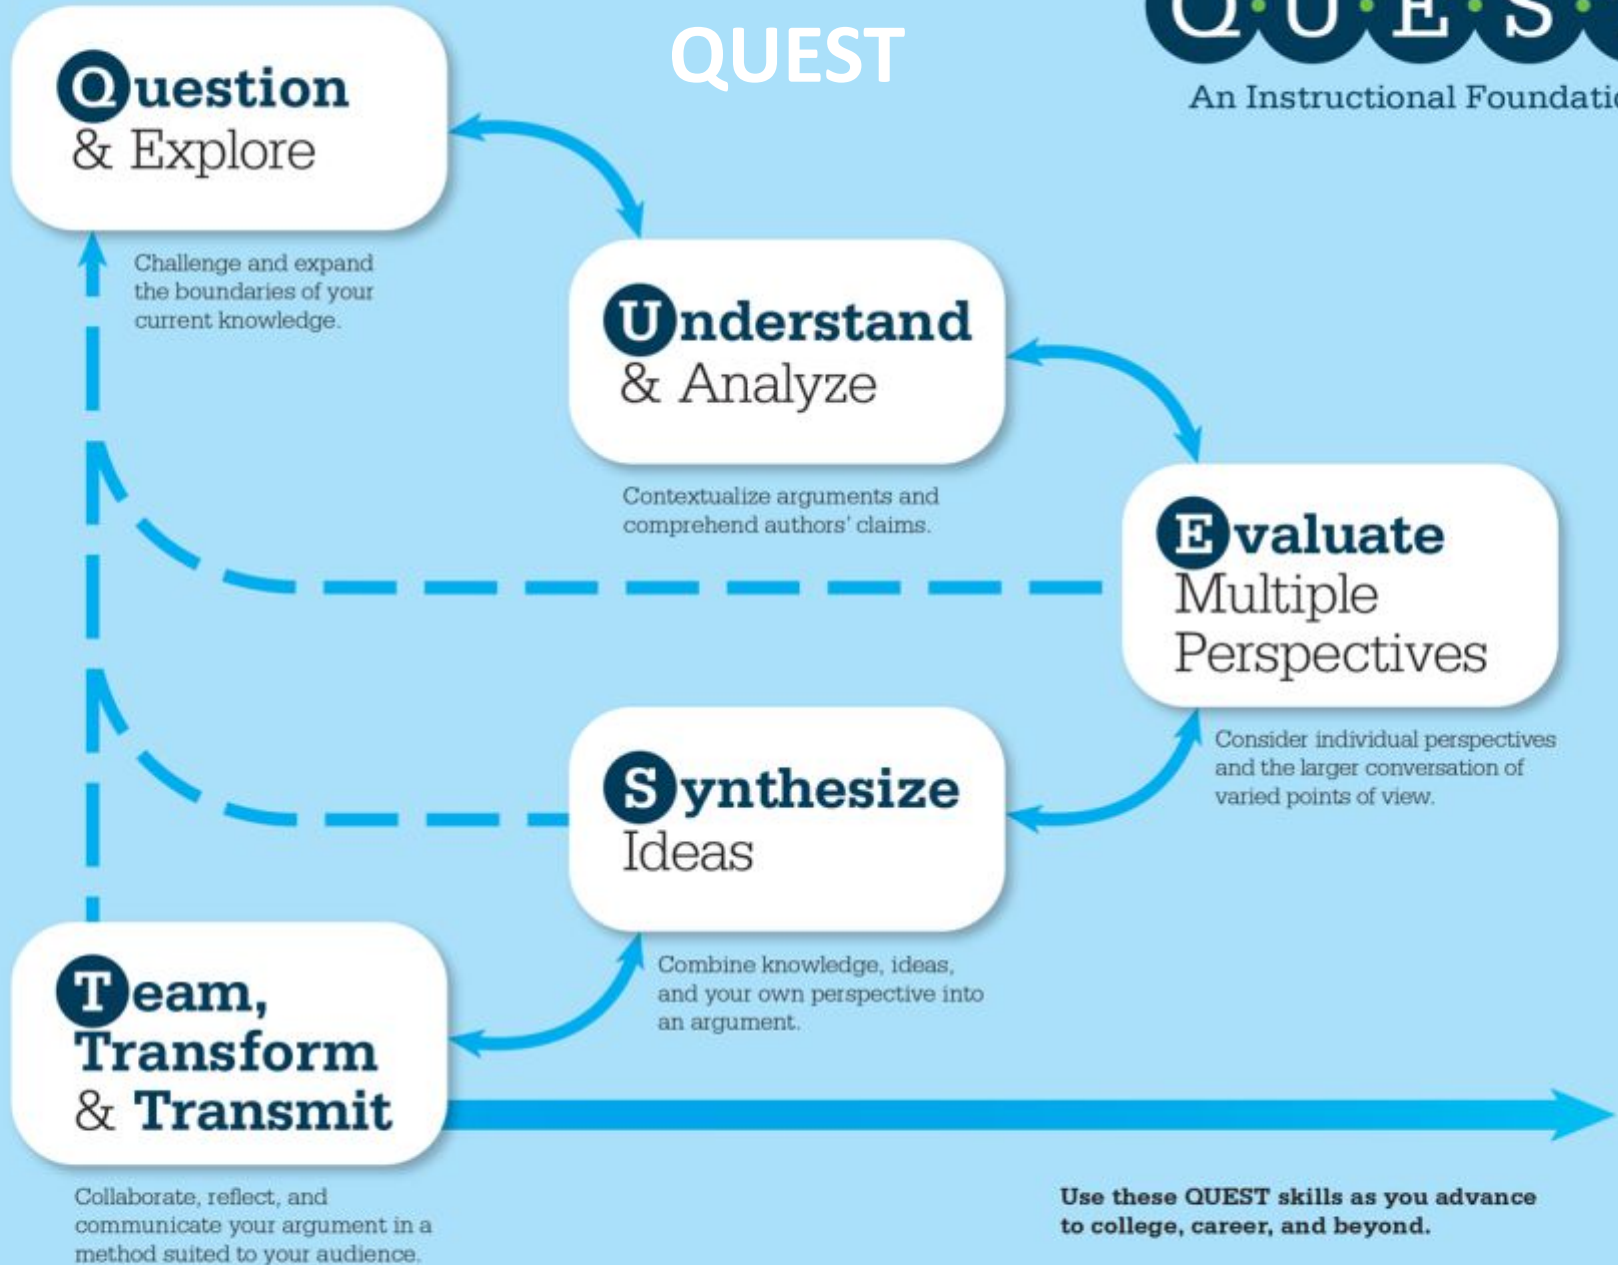 QUEST
Q·U·E·S·
An Instructional
Question
& Explore
Challenge and expand
the boundaries of your
current knowledge.
Understand
& Analyze
Contextualize arguments and
comprehend authors' claims.
Evaluate
Multiple
Perspectives
Consider individual perspectives
and the larger conversation of
varied points of view.
Synthesize
Ideas
Combine knowledge, ideas,
and your own perspective into
an argument.
Team,
Transform
& Transmit
Collaborate, reflect, and
communicate your argument in a
method suited to your audience.
Use these QUEST skills as you advance
to college, career, and beyond.